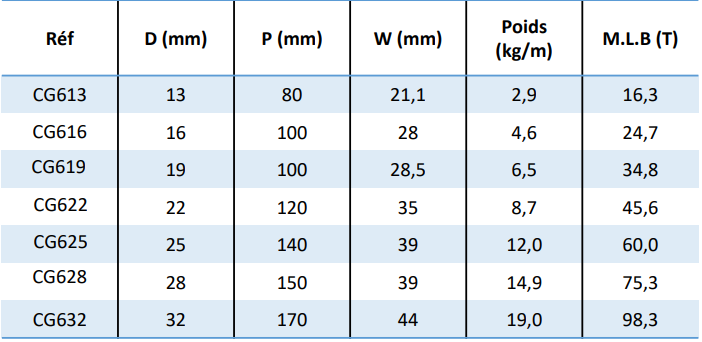 Réf D (mm) P (mm) W (mm) Poids (kg/m) M.L.B (T)
CG613 13 80 21,1 2,9 16,3
CG616 16 100 28 4,6 24,7
CG619 19 100 28,5 6,5 34,8
CG622 22 120 35 8,7 45,6
CG625 25 140 39 12,0 60,0
CG628 28 150 39 14,9 75,3
CG632 32 170 44 19,0 98,3